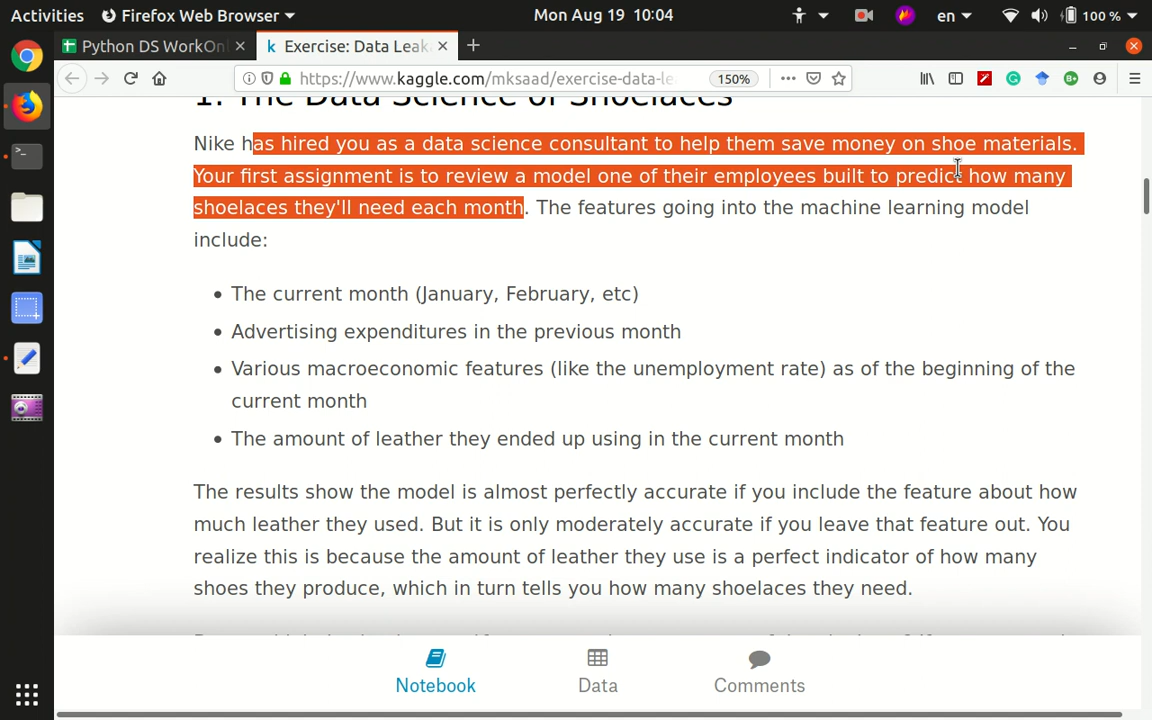 Activities Firefox Web Browser Mon Aug 19 10:04 en 100 %
Python DS WorkOn Exercise: Data Leak
https://www.kaggle.com/mksaad/exercise-data-le 150%
1. The Data Science of Shoelaces
Nike has hired you as a data science consultant to help them save money on shoe materials.
Your first assignment is to review a model one of their employees built to predict how many
shoelaces they'll need each month. The features going into the machine learning model
include:
• The current month (January, February, etc)
• Advertising expenditures in the previous month
• Various macroeconomic features (like the unemployment rate) as of the beginning of the
current month
• The amount of leather they ended up using in the current month
The results show the model is almost perfectly accurate if you include the feature about how
much leather they used. But it is only moderately accurate if you leave that feature out. You
realize this is because the amount of leather they use is a perfect indicator of how many
shoes they produce, which in turn tells you how many shoelaces they need.
Notebook Data Comments